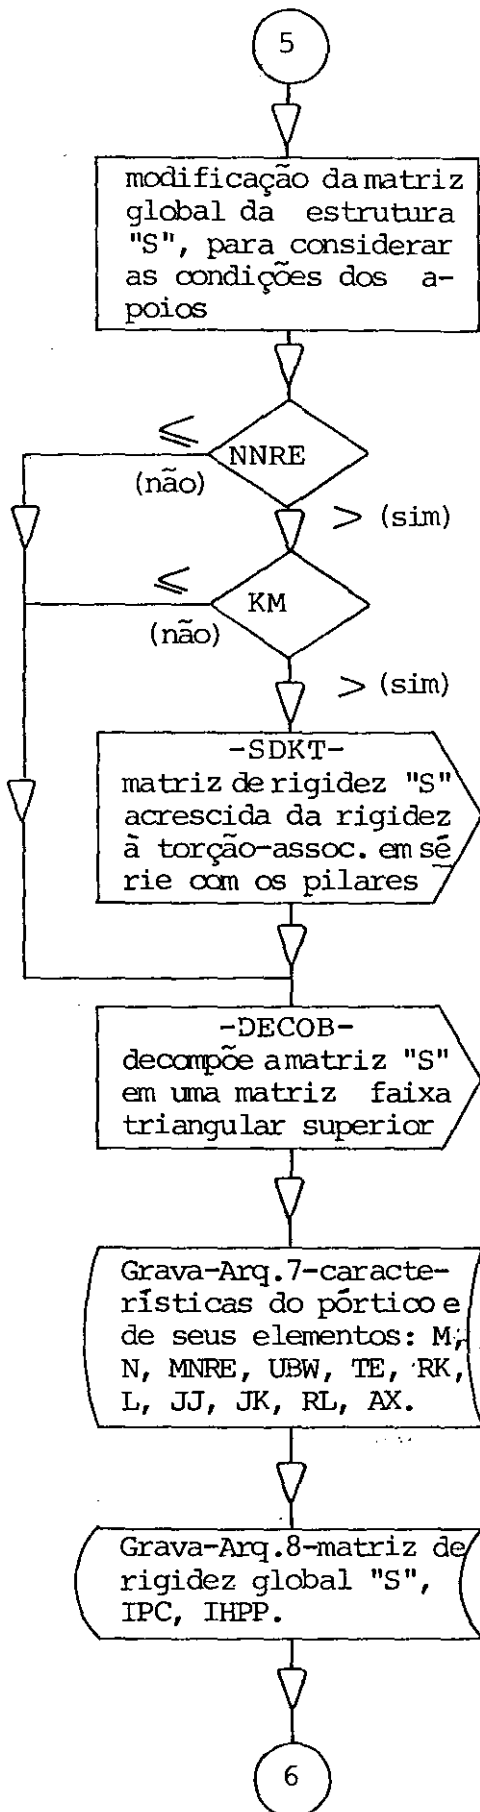 5
modificação da matriz
global da estrutura
"S", para considerar
as condições dos a-
poios
≤
NNRE
(não)
> (sim)
≤
KM
(não)
> (sim)
-SDKT-
matriz de rigidez "S"
acrescida da rigidez
à torção-assoc. em sé
rie com os pilares
-DECOB-
decompõe a matriz "S"
em uma matriz faixa
triangular superior
Grava-Arq.7-caracte-
rísticas do pórtico e
de seus elementos: M,
N, MNRE, UBW, TE, RK,
L, JJ, JK, RL, AX.
Grava-Arq.8-matriz de
rigidez global "S",
IPC, IHPP.
6